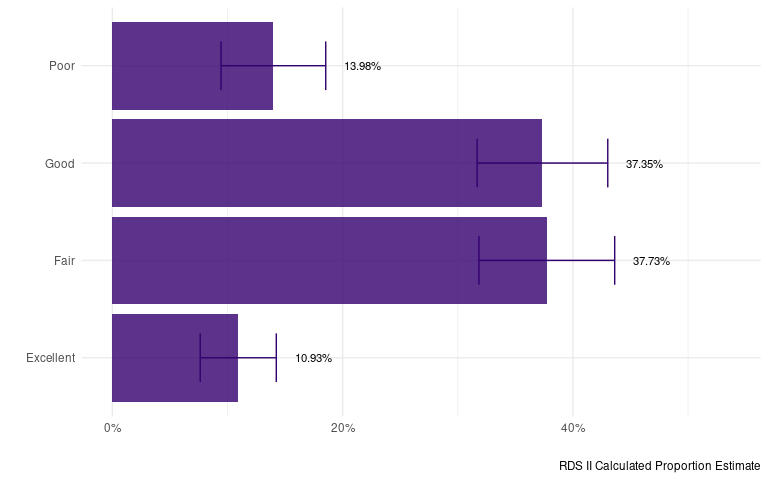 Poor
13.98%
Good
37.35%
Fair
37.73%
Excellent
10.93%
0%
20%
40%
RDS II Calculated Proportion Estimate